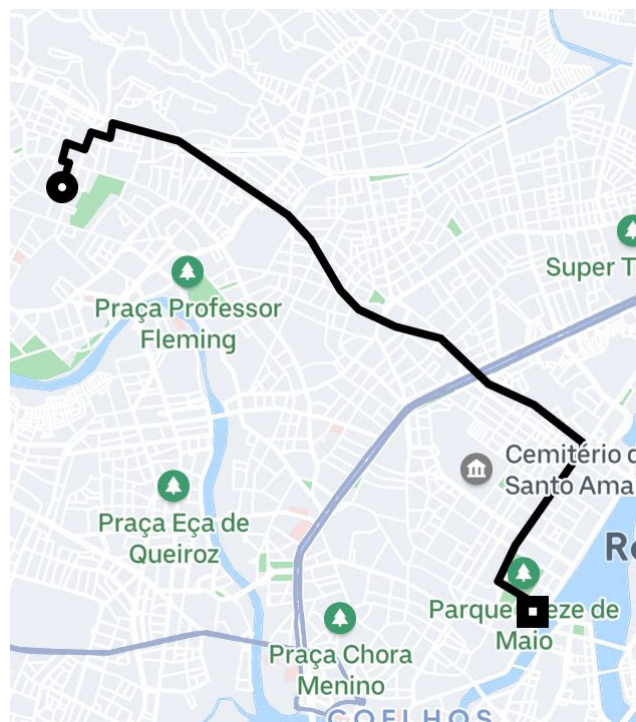 Super T
Praça Professor
Fleming
Cemitério d
Santo Ama
Praça Eça de
Queiroz
Re
Parque eze de
Maio
Praça Chora
Menino
COELHOS